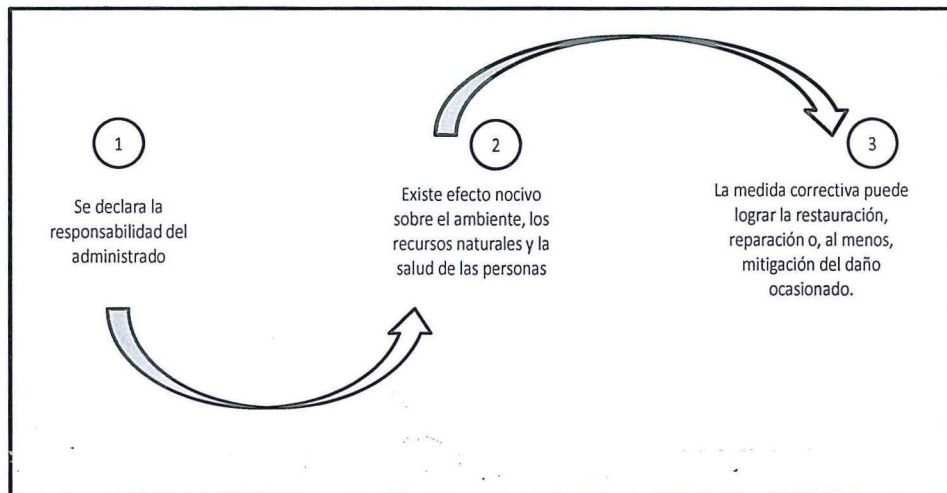 1
Se declara la
responsabilidad del
administrado
2
Existe efecto nocivo
sobre el ambiente, los
recursos naturales y la
salud de las personas
3
La medida correctiva puede
lograr la restauración,
reparación o, al menos,
mitigación del daño
ocasionado.